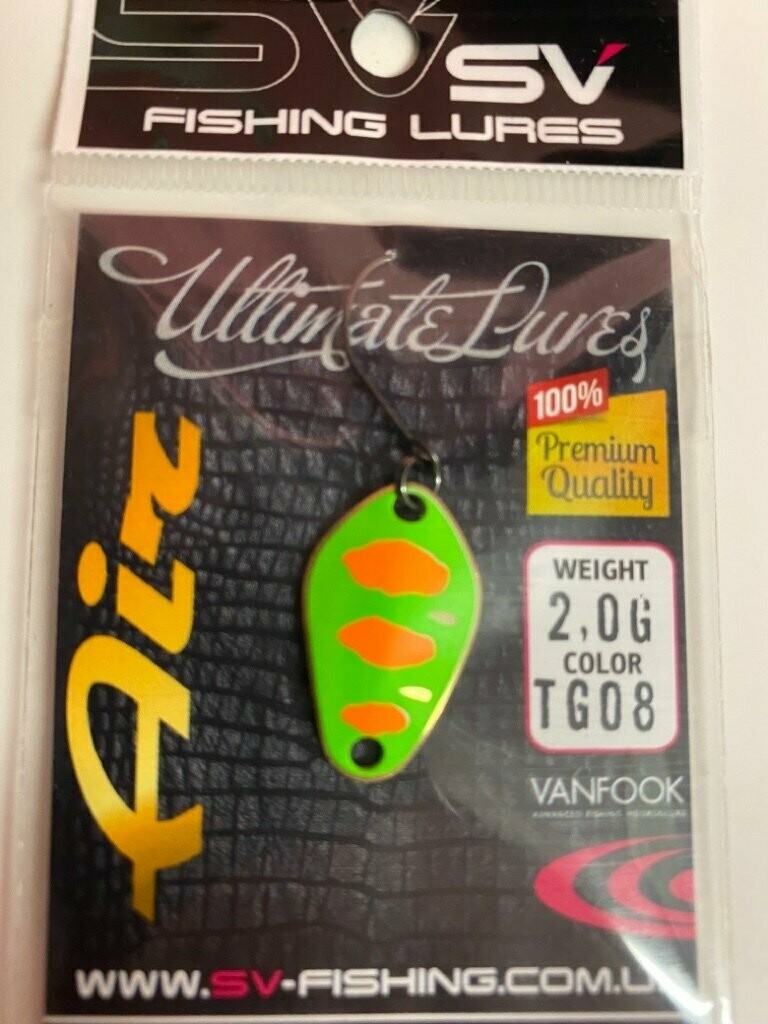 SV
FISHING LURES
Ultimate Lures
Air
100%
Premium
Quality
WEIGHT
2,0G
COLOR
TG08
VANFOOK
WWW.SV-FISHING.COM.U